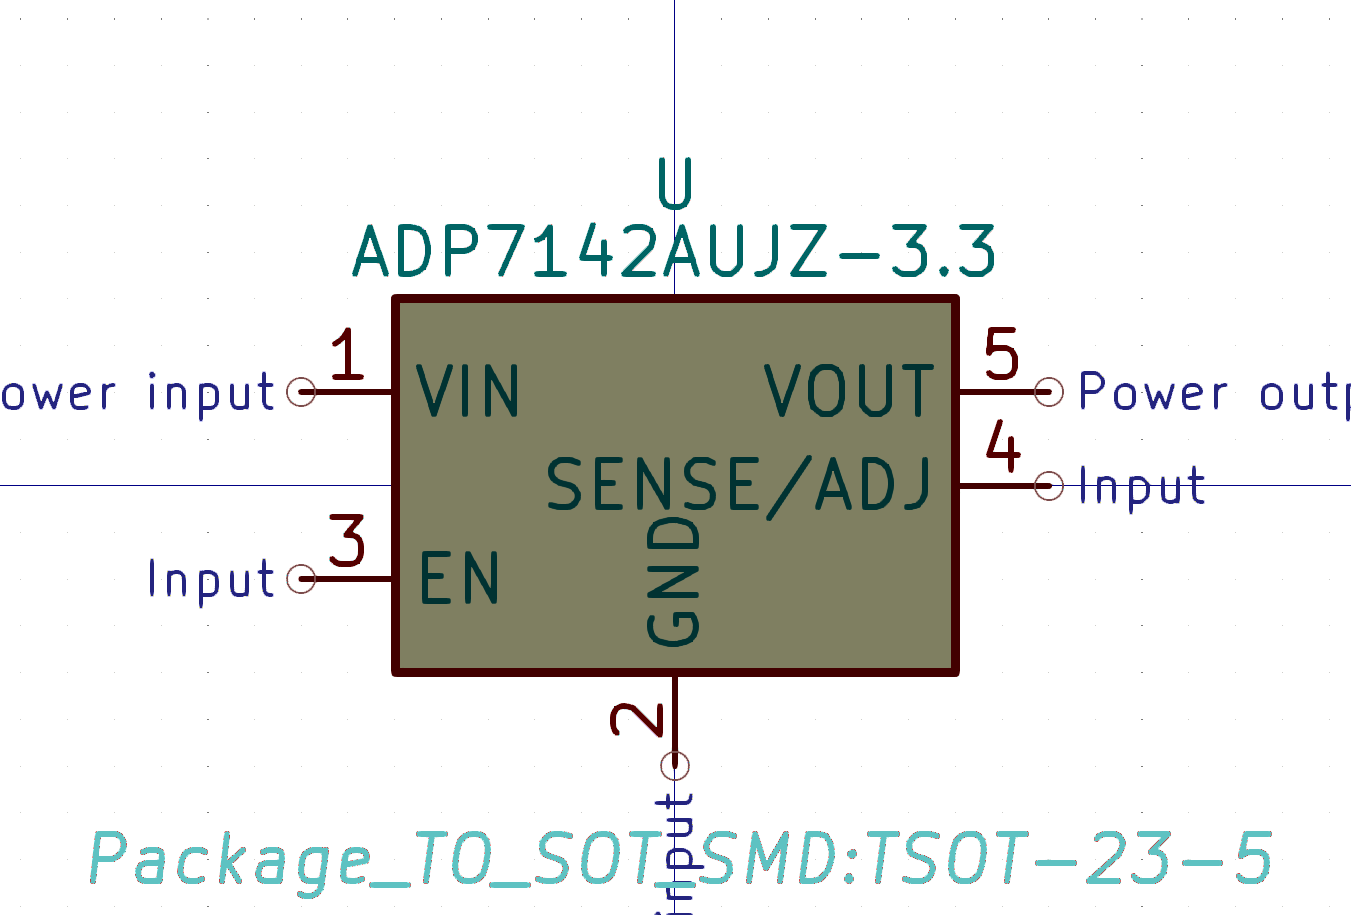 U
ADP7142AUJZ-3.3
1
5
ower input
VIN
VOUT
Power outp
4
SENSE/ADJ
Input
3
Input
EN
GND
2
input
Package_TO_SOT_SMD:TSOT-23-5